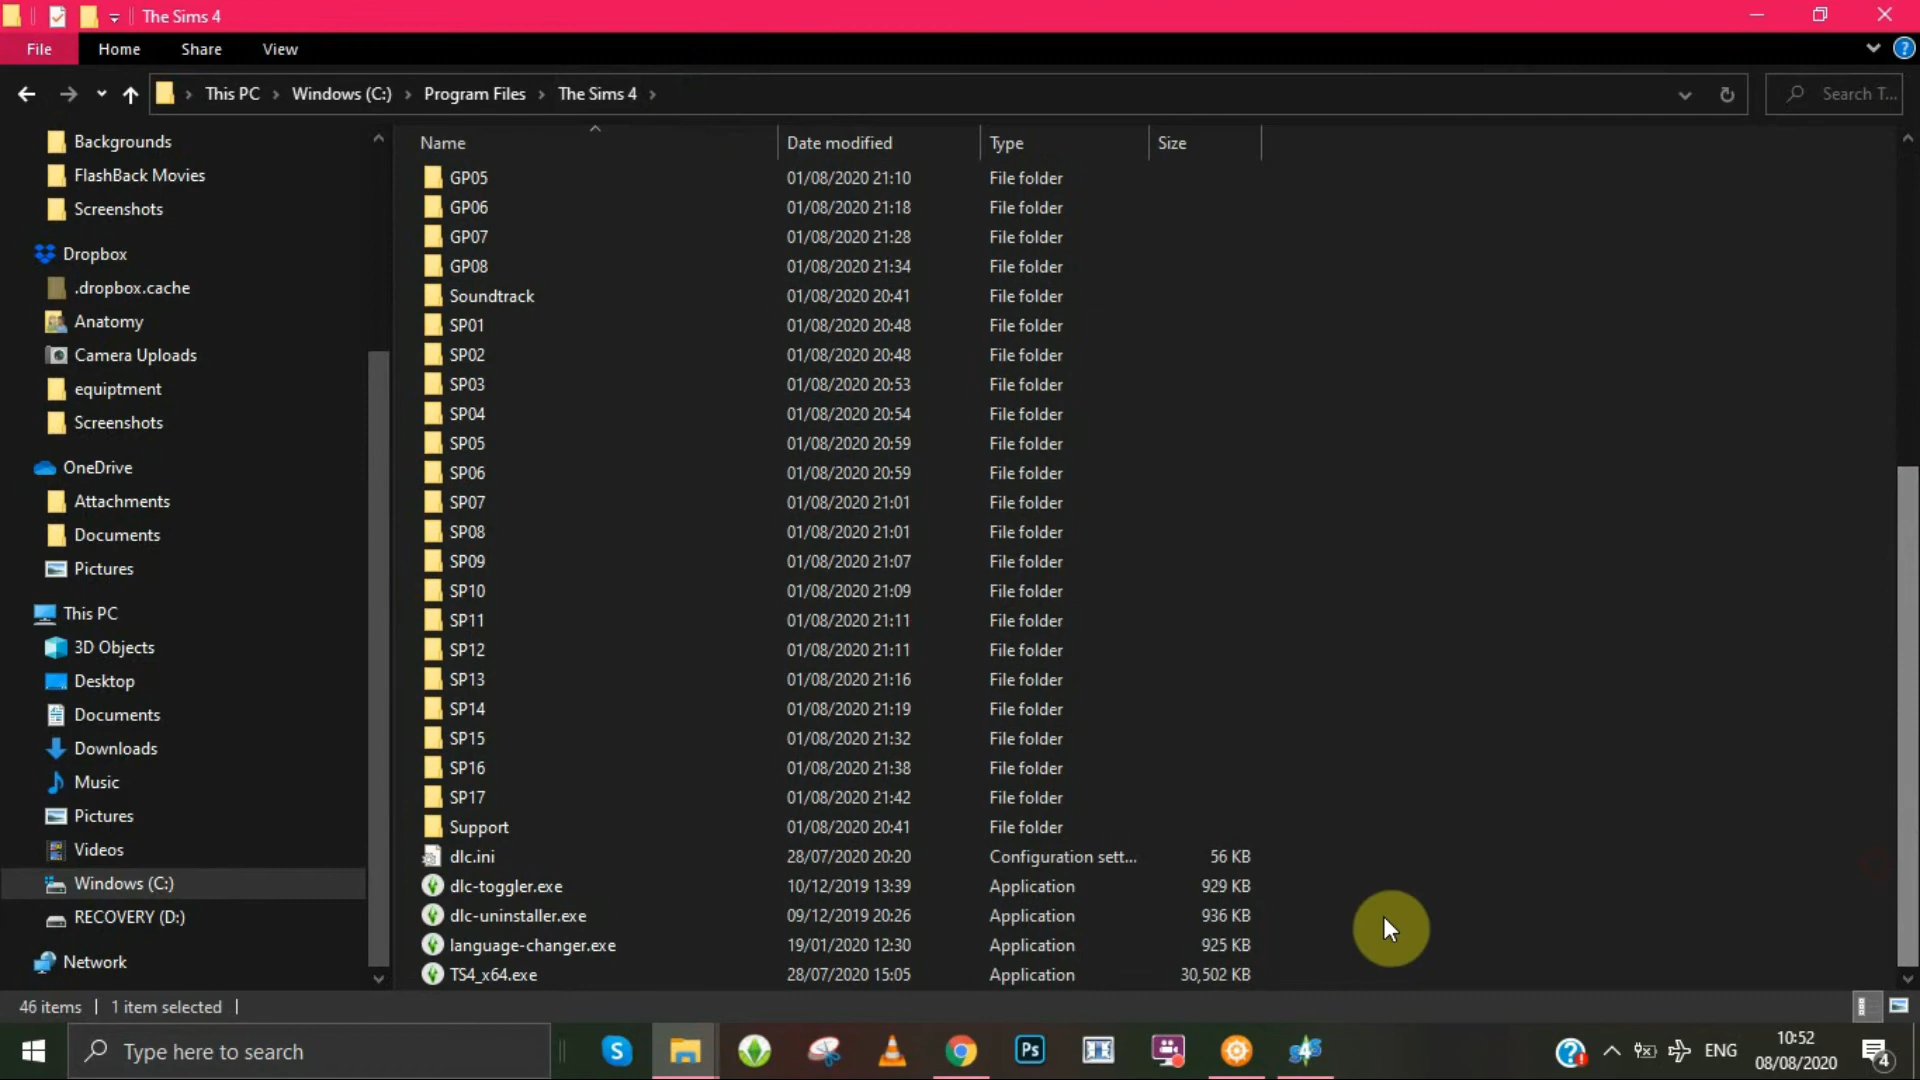 The Sims 4
File Home Share View
This PC > Windows (C:) > Program Files > The Sims 4 >
Search T...
Name Date modified Type Size
Backgrounds
FlashBack Movies
Screenshots
Dropbox
.dropbox.cache
Anatomy
Camera Uploads
equiptment
Screenshots
OneDrive
Attachments
Documents
Pictures
This PC
3D Objects
Desktop
Documents
Downloads
Music
Pictures
Videos
Windows (C:)
RECOVERY (D:)
Network
GP05 01/08/2020 21:10 File folder
GP06 01/08/2020 21:18 File folder
GP07 01/08/2020 21:28 File folder
GP08 01/08/2020 21:34 File folder
Soundtrack 01/08/2020 20:41 File folder
SP01 01/08/2020 20:48 File folder
SP02 01/08/2020 20:48 File folder
SP03 01/08/2020 20:53 File folder
SP04 01/08/2020 20:54 File folder
SP05 01/08/2020 20:59 File folder
SP06 01/08/2020 20:59 File folder
SP07 01/08/2020 21:01 File folder
SP08 01/08/2020 21:01 File folder
SP09 01/08/2020 21:07 File folder
SP10 01/08/2020 21:09 File folder
SP11 01/08/2020 21:11 File folder
SP12 01/08/2020 21:11 File folder
SP13 01/08/2020 21:16 File folder
SP14 01/08/2020 21:19 File folder
SP15 01/08/2020 21:32 File folder
SP16 01/08/2020 21:38 File folder
SP17 01/08/2020 21:42 File folder
Support 01/08/2020 20:41 File folder
dlc.ini 28/07/2020 20:20 Configuration sett... 56 KB
dlc-toggler.exe 10/12/2019 13:39 Application 929 KB
dlc-uninstaller.exe 09/12/2019 20:26 Application 936 KB
language-changer.exe 19/01/2020 12:30 Application 925 KB
TS4_x64.exe 28/07/2020 15:05 Application 30,502 KB
46 items 1 item selected
Type here to search
S
Ps
S4
ENG
10:52
08/08/2020
4